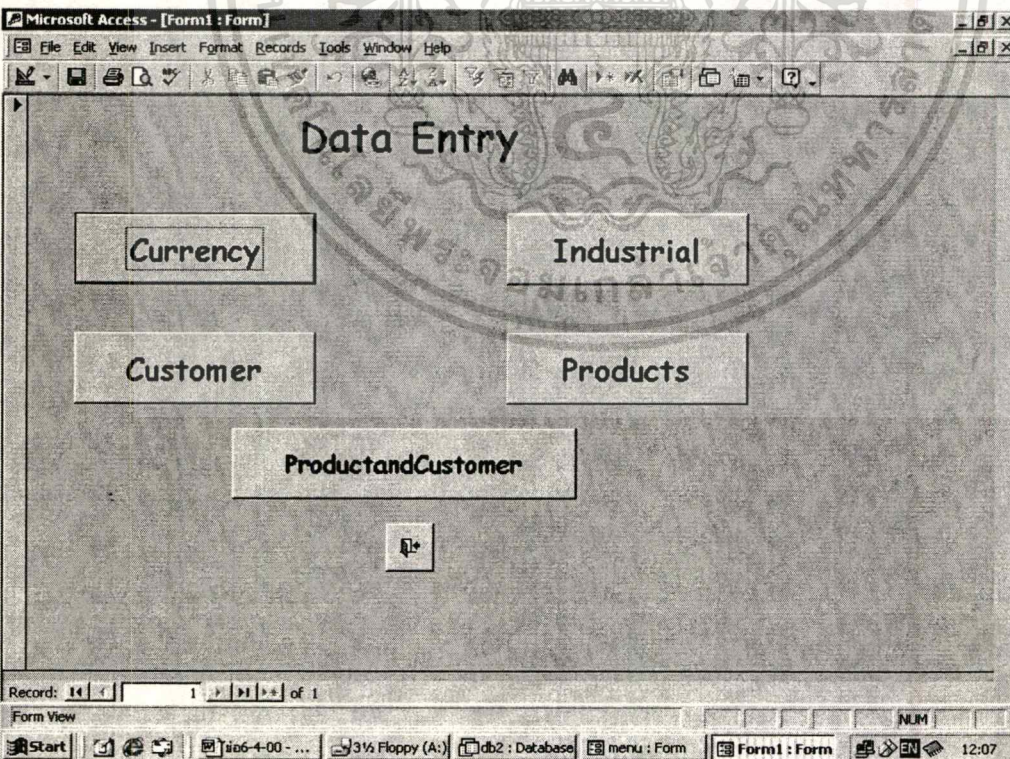 Microsoft Access - [Form1 : Form]
File Edit View Insert Format Records Tools Window Help
Data Entry
Currency
Industrial
Customer
Products
ProductandCustomer
Record: 1 of 1
Form View NUM
Start 3½ Floppy (A:) db2 : Database menu : Form Form1 : Form EN 12:07